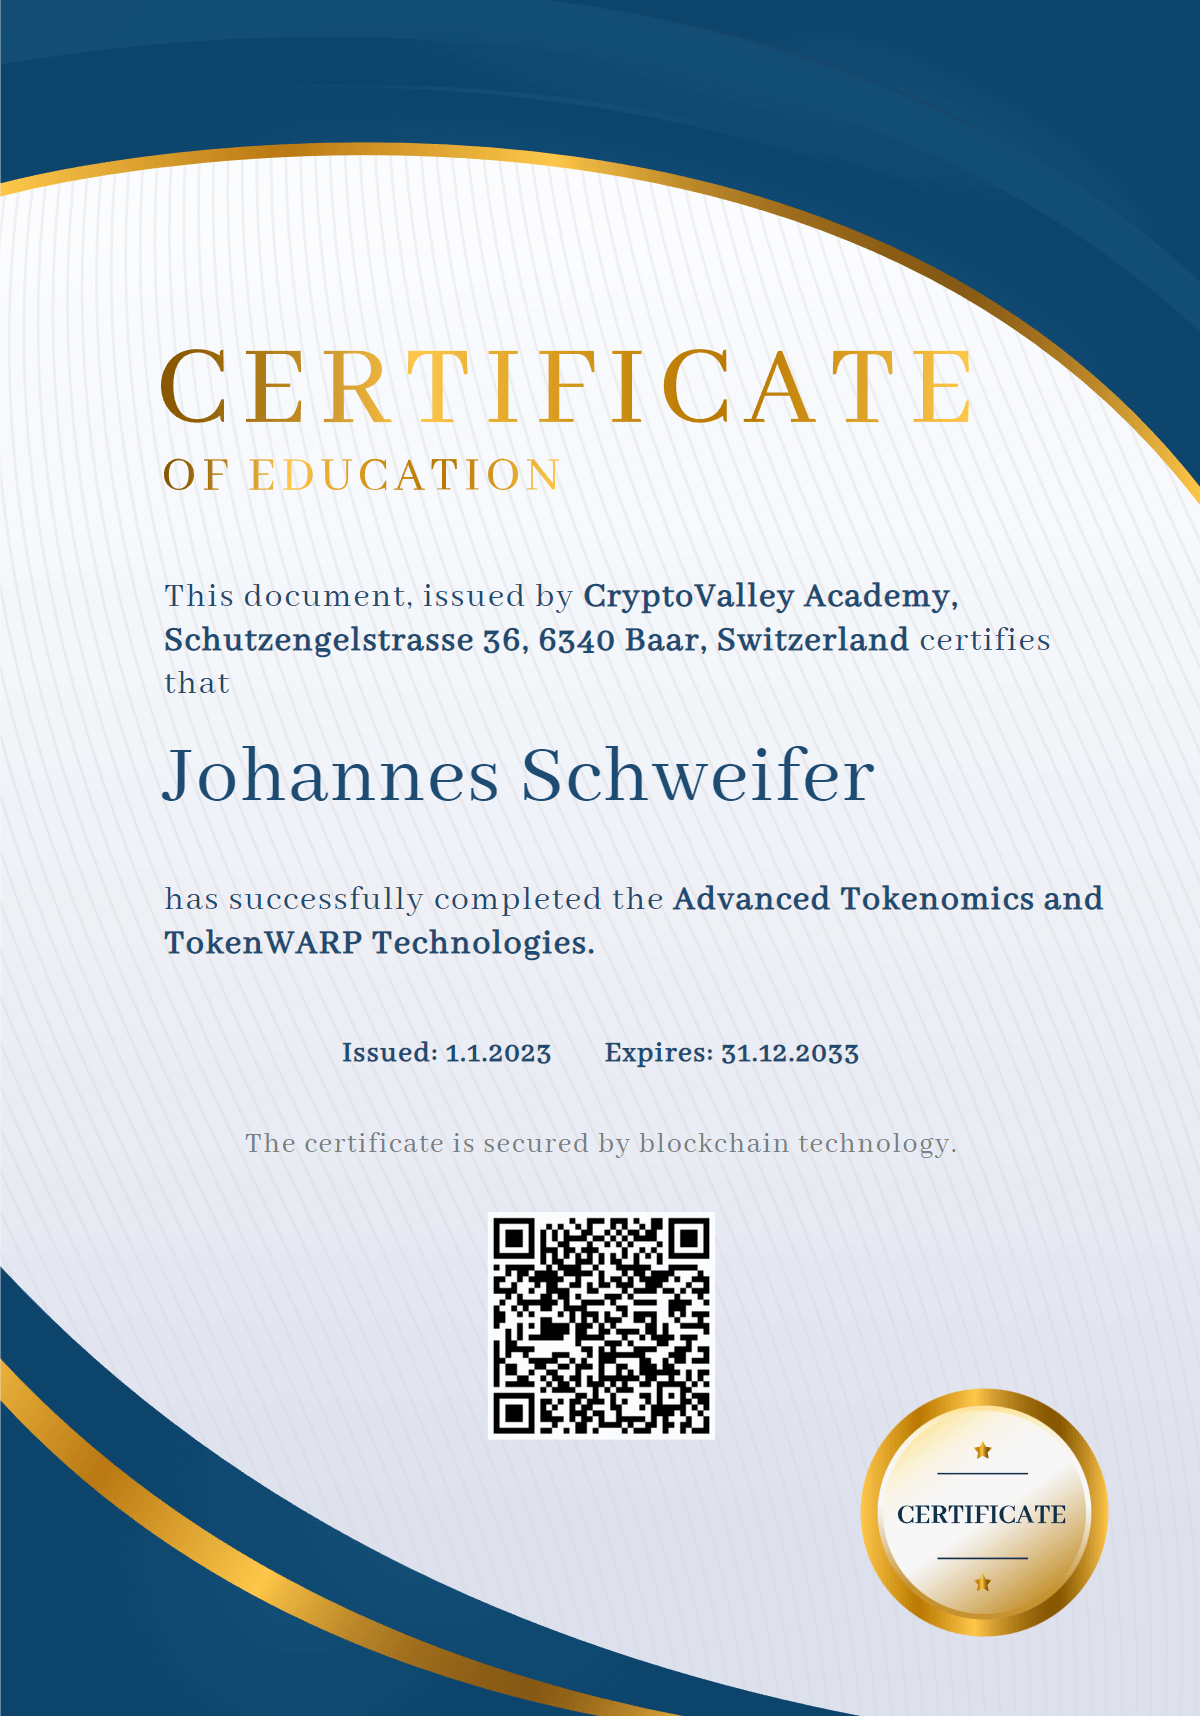 CERTIFICATE
OF EDUCATION
This document, issued by CryptoValley Academy,
Schutzengelstrasse 36, 6340 Baar, Switzerland certifies
that
Johannes Schweifer
has successfully completed the Advanced Tokenomics and
TokenWARP Technologies.
Issued: 1.1.2023 Expires: 31.12.2033
The certificate is secured by blockchain technology.
CERTIFICATE